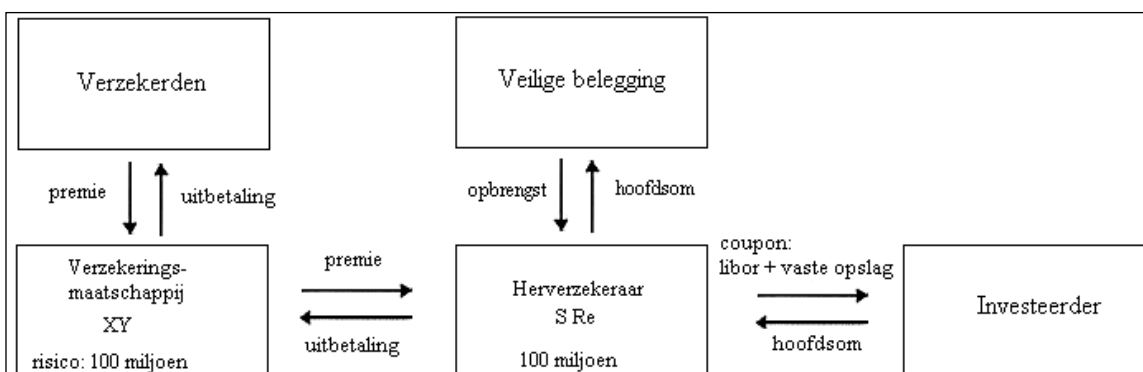 Verzekerden
Veilige belegging
premie
uitbetaling
opbrengst
hoofdsom
Verzekerings-
maatschappij
XY
risico: 100 miljoen
premie
uitbetaling
Herverzekeraar
S Re
100 miljoen
coupon:
libor + vaste opslag
hoofdsom
Investeerder